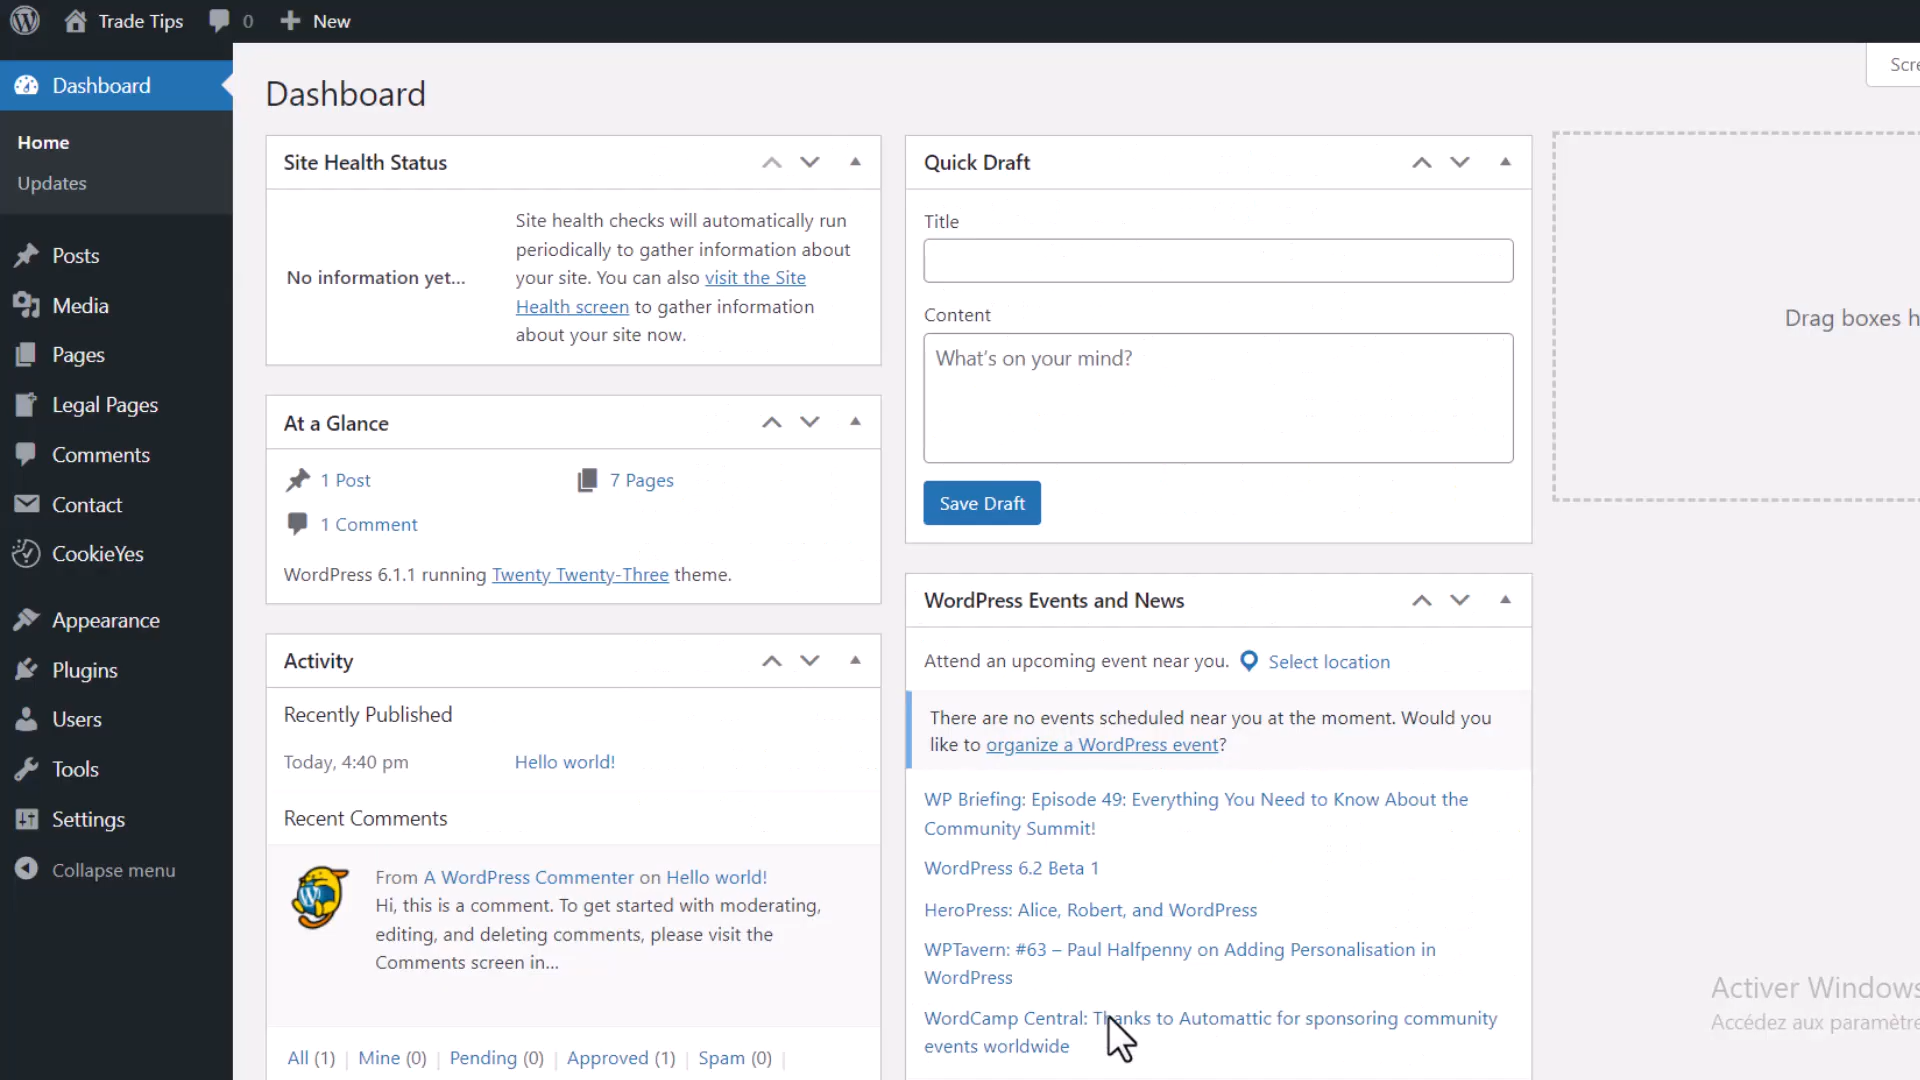 Trade Tips 0 New
Dashboard
Home
Updates
Posts
Media
Pages
Legal Pages
Comments
Contact
CookieYes
Appearance
Plugins
Users
Tools
Settings
Collapse menu
Scre
Dashboard
Site Health Status
No information yet...
Site health checks will automatically run
periodically to gather information about
your site. You can also visit the Site
Health screen to gather information
about your site now.
At a Glance
1 Post 7 Pages
1 Comment
WordPress 6.1.1 running Twenty Twenty-Three theme.
Activity
Recently Published
Today, 4:40 pm Hello world!
Recent Comments
From A WordPress Commenter on Hello world!
Hi, this is a comment. To get started with moderating,
editing, and deleting comments, please visit the
Comments screen in...
All (1) | Mine (0) | Pending (0) | Approved (1) | Spam (0) |
Quick Draft
Title
Content
What's on your mind?
Save Draft
WordPress Events and News
Attend an upcoming event near you. Select location
There are no events scheduled near you at the moment. Would you
like to organize a WordPress event?
WP Briefing: Episode 49: Everything You Need to Know About the
Community Summit!
WordPress 6.2 Beta 1
HeroPress: Alice, Robert, and WordPress
WPTavern: #63 – Paul Halfpenny on Adding Personalisation in
WordPress
WordCamp Central: Thanks to Automattic for sponsoring community
events worldwide
Drag boxes h
Activer Windows
Accédez aux paramètre